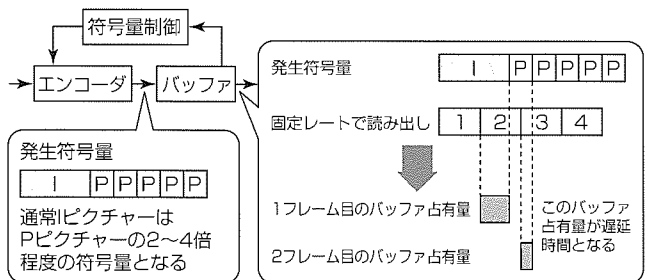 符号量制御
エンコーダ
バッファ
発生符号量
I P P P P P
通常Iピクチャーは
Pピクチャーの2～4倍
程度の符号量となる
発生符号量
I P P P P P
固定レートで読み出し
1 2 3 4
1フレーム目のバッファ占有量
2フレーム目のバッファ占有量
このバッファ
占有量が遅延
時間となる